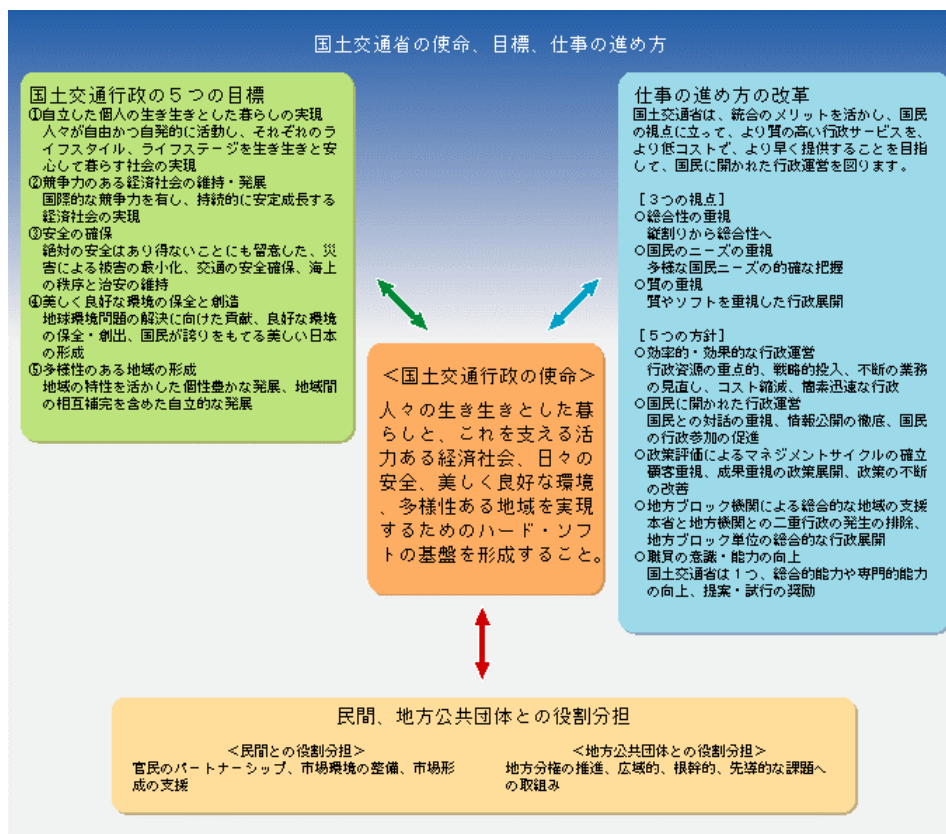 国土交通省の使命、目標、仕事の進め方
国土交通行政の5つの目標
①自立した個人の生き生きとした暮らしの実現
人々が自由かつ自発的に活動し、それぞれのラ
イフスタイル、ライフステージを生き生きと安
心して暮らす社会の実現
②競争力のある経済社会の維持・発展
国際的な競争力を有し、持続的に安定成長する
経済社会の実現
③安全の確保
絶対の安全はあり得ないことにも留意した、災
害による被害の最小化、交通の安全確保、海上
の秩序と治安の維持
④美しく良好な環境の保全と創造
地球環境問題の解決に向けた貢献、良好な環境
の保全・創出、国民が誇りをもてる美しい日本
の形成
⑤多様性のある地域の形成
地域の特性を活かした個性豊かな発展、地域間
の相互補完を含めた自立的な発展
仕事の進め方の改革
国土交通省は、統合のメリットを活かし、国民
の視点に立って、より質の高い行政サービスを、
より低コストで、より早く提供することを目指
して、国民に開かれた行政運営を図ります。
[3つの視点]
○総合性の重視
縦割りから総合性へ
○国民のニーズの重視
多様な国民ニーズの的確な把握
○質の重視
質やソフトを重視した行政展開
[5つの方針]
○効率的・効果的な行政運営
行政資源の重点的、戦略的投入、不断の業務
の見直し、コスト縮減、簡素迅速な行政
○国民に開かれた行政運営
国民との対話の重視、情報公開の徹底、国民
の行政参加の促進
○政策評価によるマネジメントサイクルの確立
顧客重視、成果重視の政策展開、政策の不断
の改善
○地方ブロック機関による総合的な地域の支援
本省と地方機関との二重行政の発生の排除、
地方ブロック単位の総合的な行政展開
○職員の意識・能力の向上
国土交通省は1つ、総合的能力や専門的能力
の向上、提案・試行の奨励
＜国土交通行政の使命＞
人々の生き生きとした暮
らしと、これを支える活
力ある経済社会、日々の
安全、美しく良好な環境
、多様性ある地域を実現
するためのハード・ソフ
トの基盤を形成すること。
民間、地方公共団体との役割分担
＜民間との役割分担＞
官民のパートナーシップ、市場環境の整備、市場形
成の支援
＜地方公共団体との役割分担＞
地方分権の推進、広域的、根幹的、先導的な課題へ
の取組み